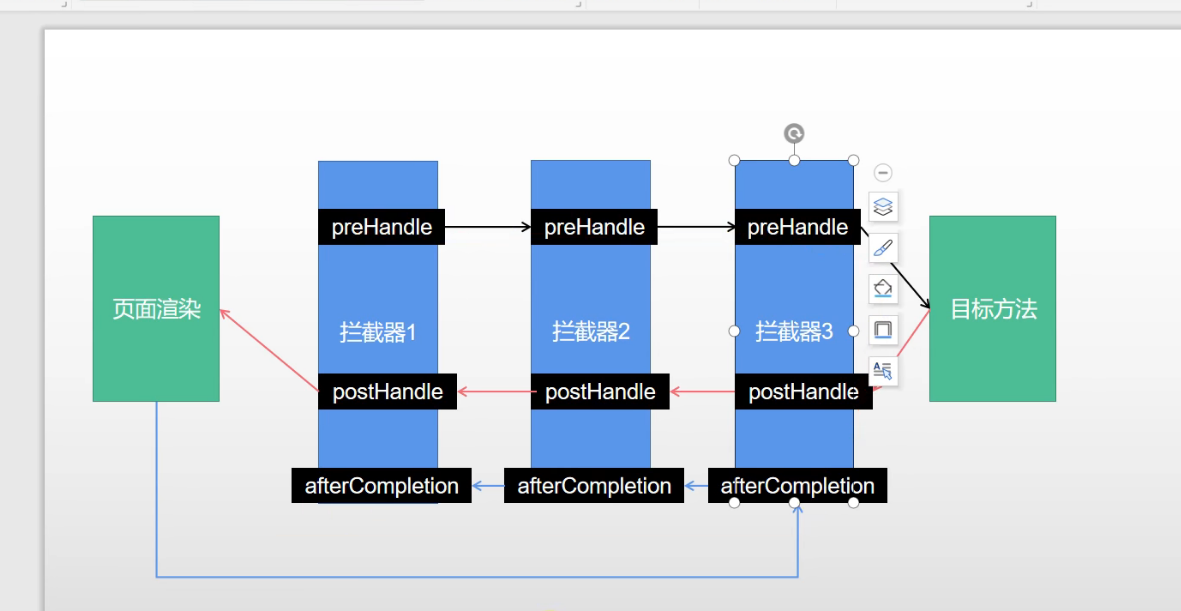 preHandle
preHandle
preHandle
页面渲染
拦截器1
拦截器2
拦截器3
目标方法
postHandle
postHandle
postHandle
afterCompletion
afterCompletion
afterCompletion